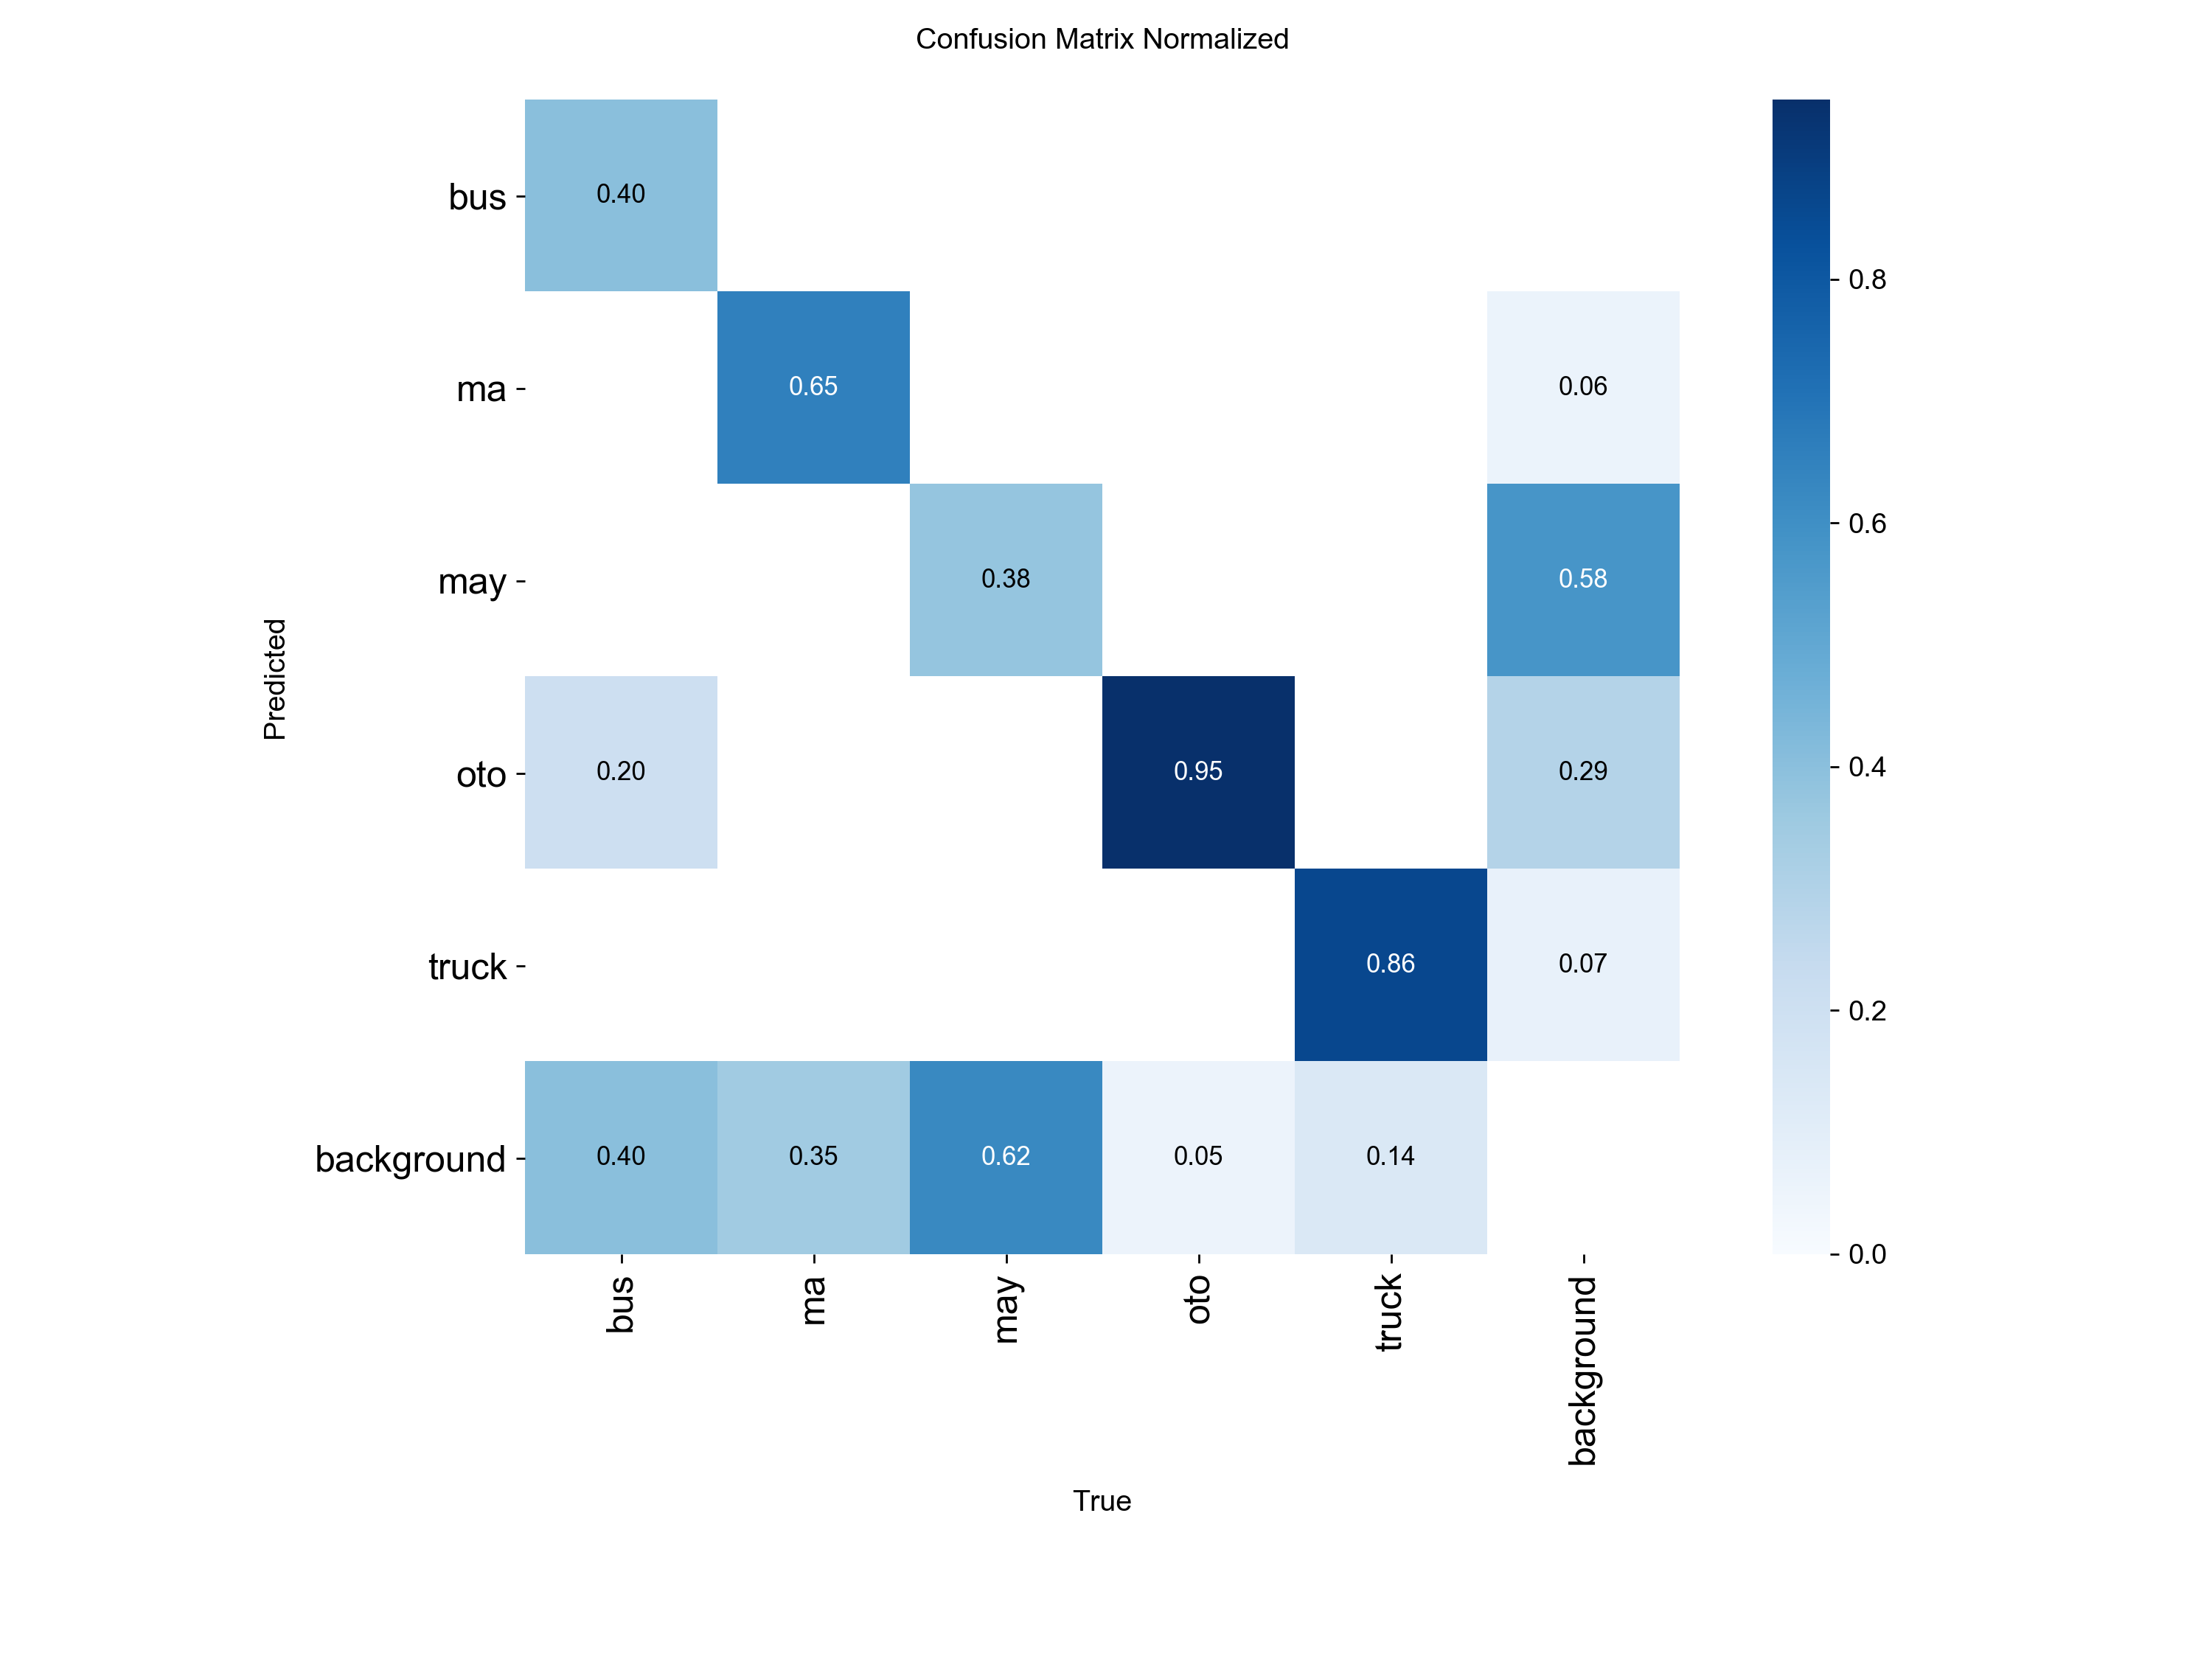 Confusion Matrix Normalized
bus
0.40
0.8
ma
0.65
0.06
may
0.38
0.58
0.6
Predicted
oto
0.20
0.95
0.29
0.4
truck
0.86
0.07
0.2
background
0.40
0.35
0.62
0.05
0.14
0.0
bus
ma
may
oto
truck
background
True